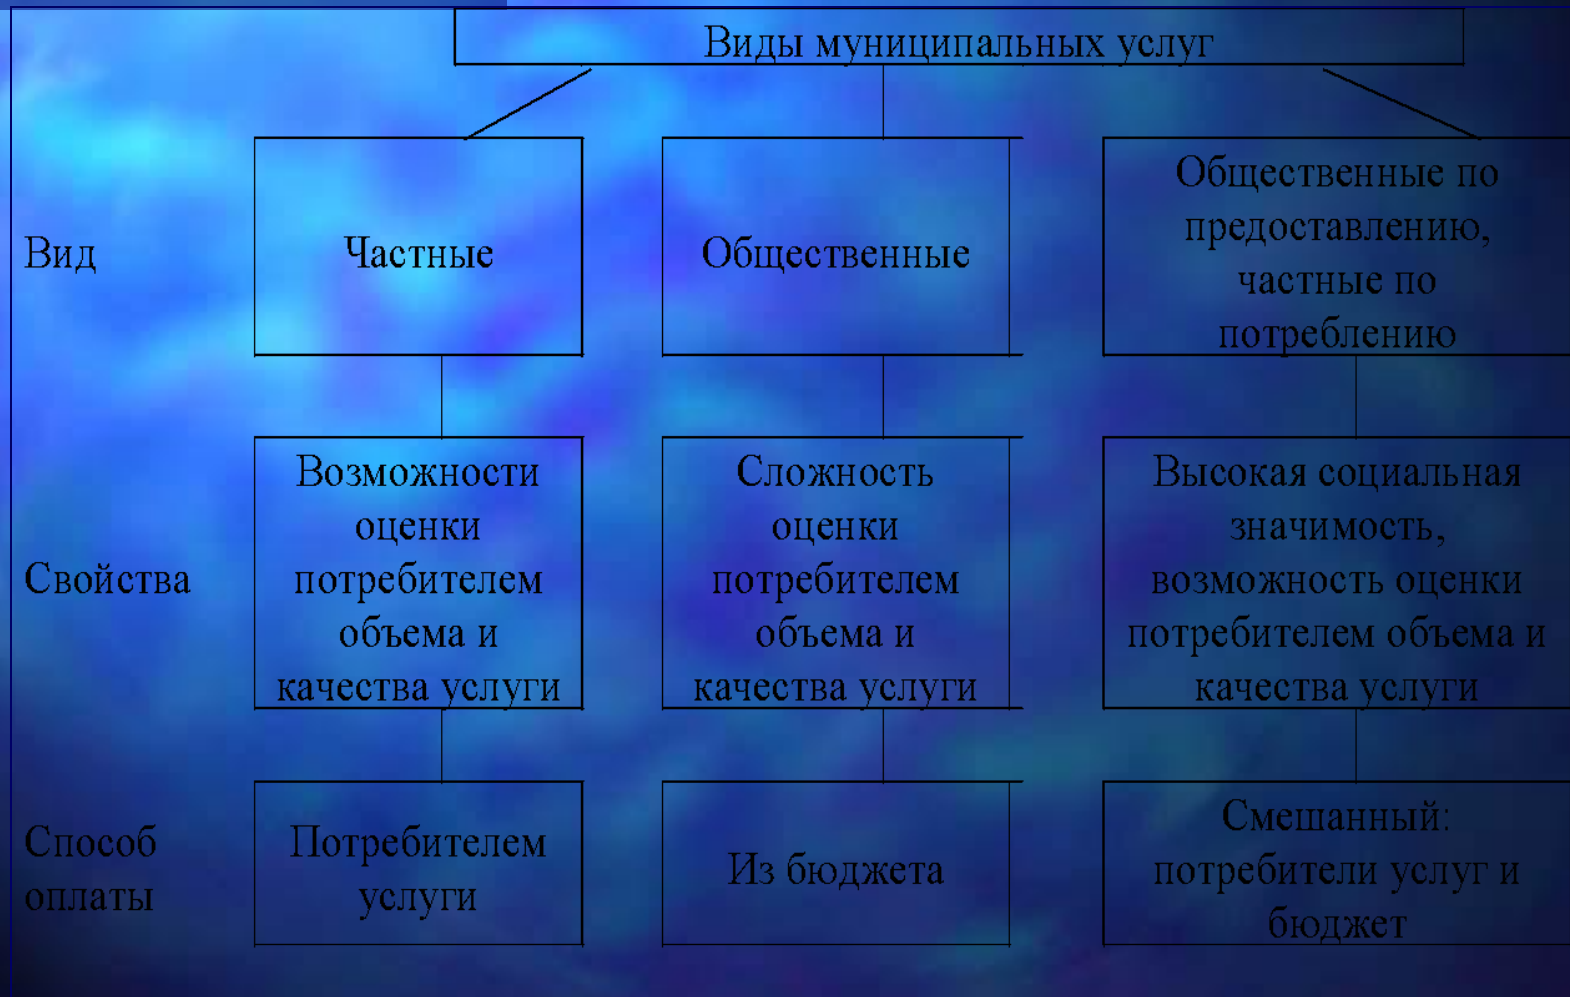 Виды муниципальных услуг
Вид
Частные
Общественные
Общественные по
предоставлению,
частные по
потреблению
Свойства
Возможности
оценки
потребителем
объема и
качества услуги
Сложность
оценки
потребителем
объема и
качества услуги
Высокая социальная
значимость,
возможность оценки
потребителем объема и
качества услуги
Способ
оплаты
Потребителем
услуги
Из бюджета
Смешанный:
потребители услуг и
бюджет